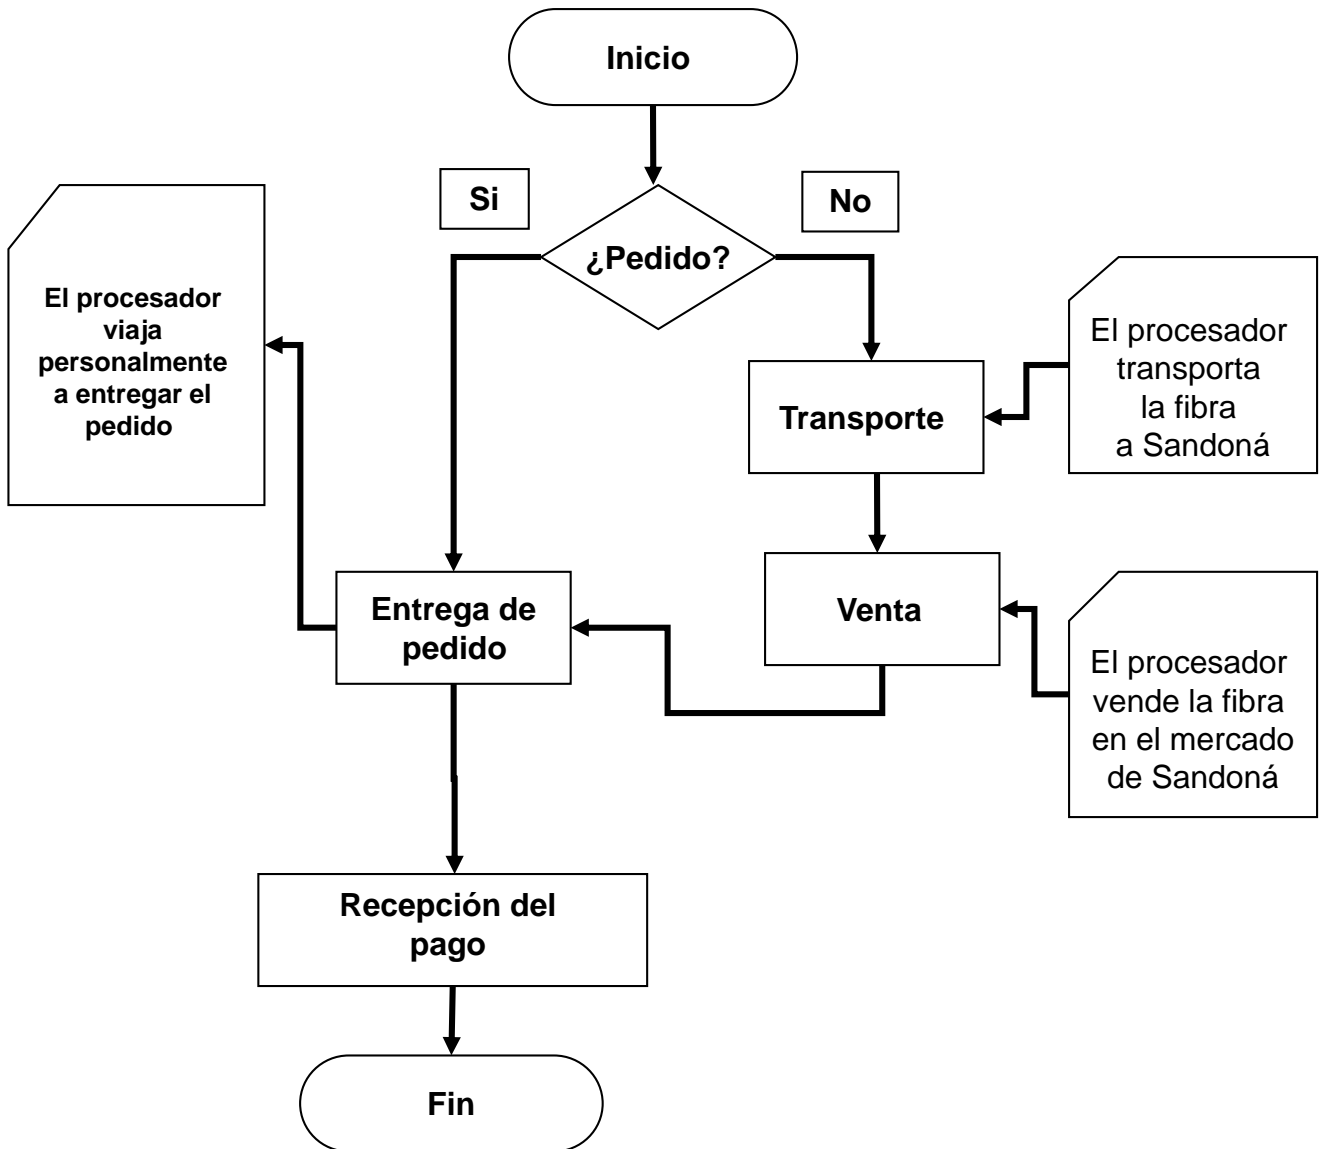 Inicio
Si
No
¿Pedido?
El procesador
viaja
personalmente
a entregar el
pedido
El procesador
transporta
la fibra
a Sandoná
Transporte
Entrega de
pedido
Venta
El procesador
vende la fibra
en el mercado
de Sandoná
Recepción del
pago
Fin